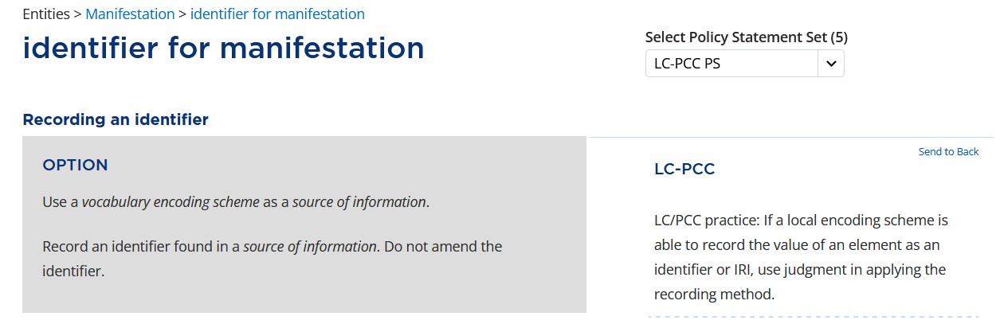 Entities > Manifestation > identifier for manifestation
identifier for manifestation
Select Policy Statement Set (5)
LC-PCC PS
Recording an identifier
OPTION
Use a vocabulary encoding scheme as a source of information.
Record an identifier found in a source of information. Do not amend the
identifier.
Send to Back
LC-PCC
LC/PCC practice: If a local encoding scheme is
able to record the value of an element as an
identifier or IRI, use judgment in applying the
recording method.